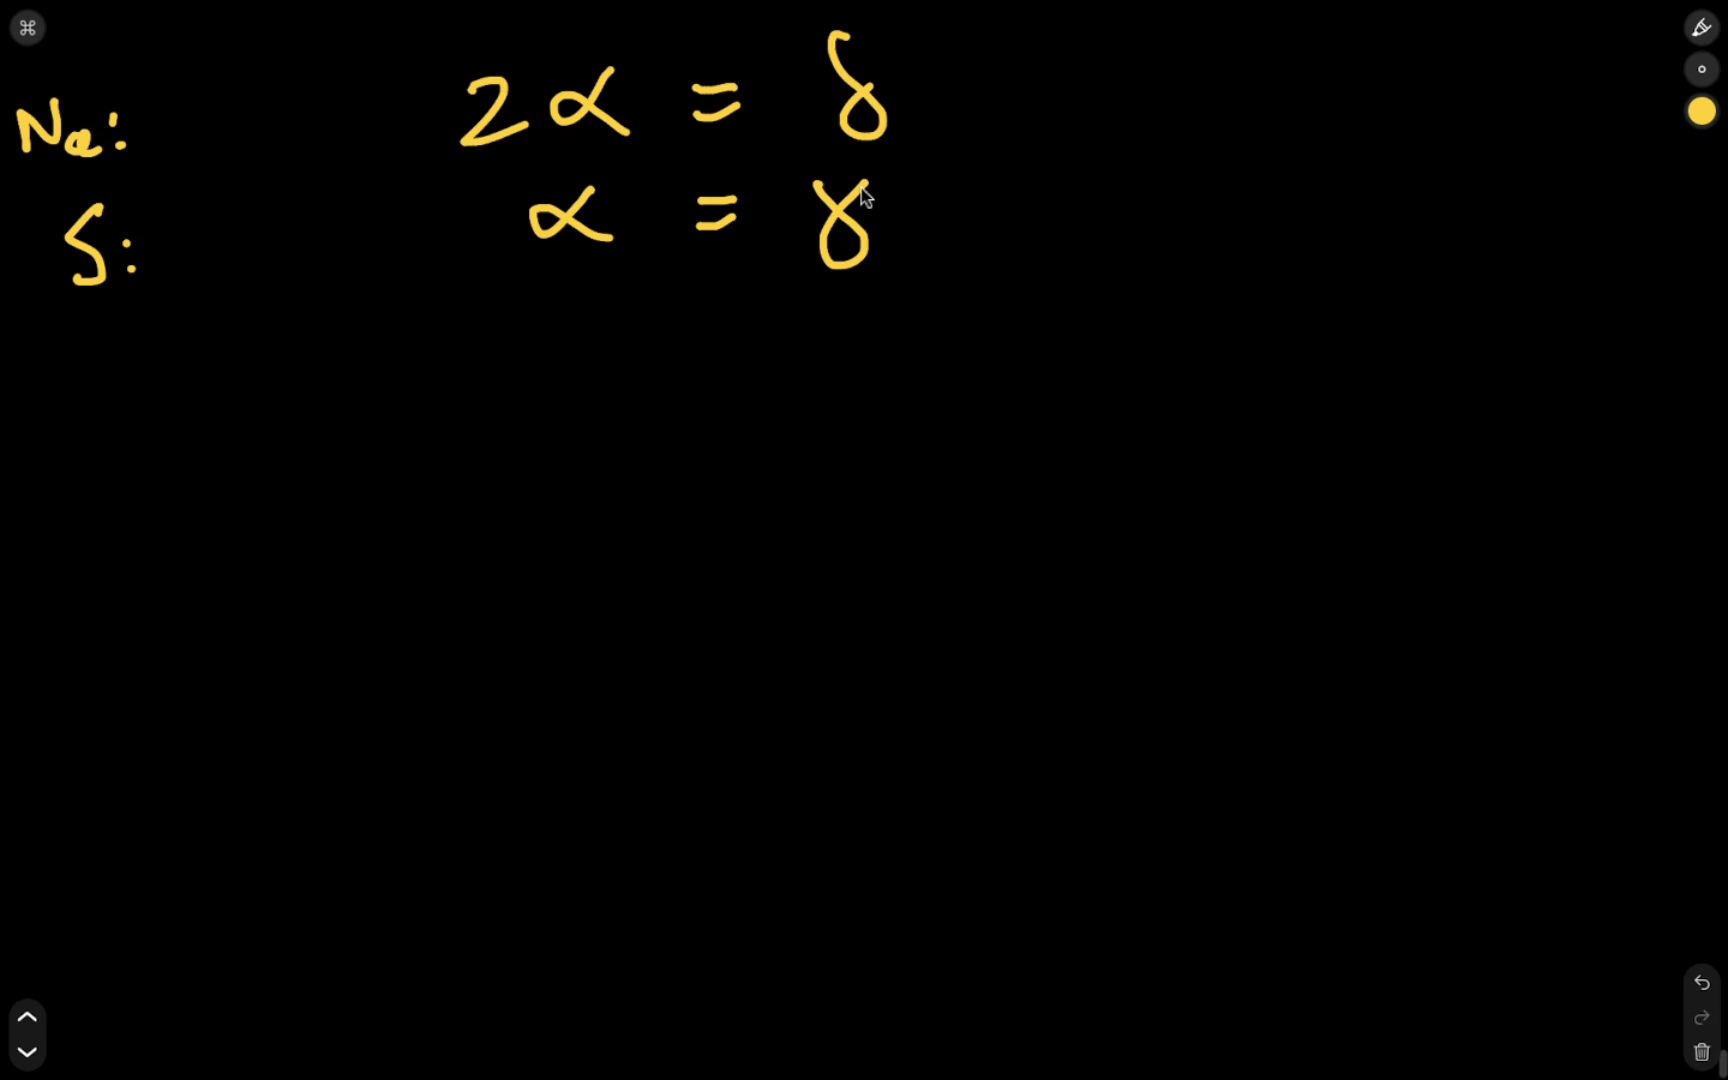 Na: 2α = δ
S: α = γ